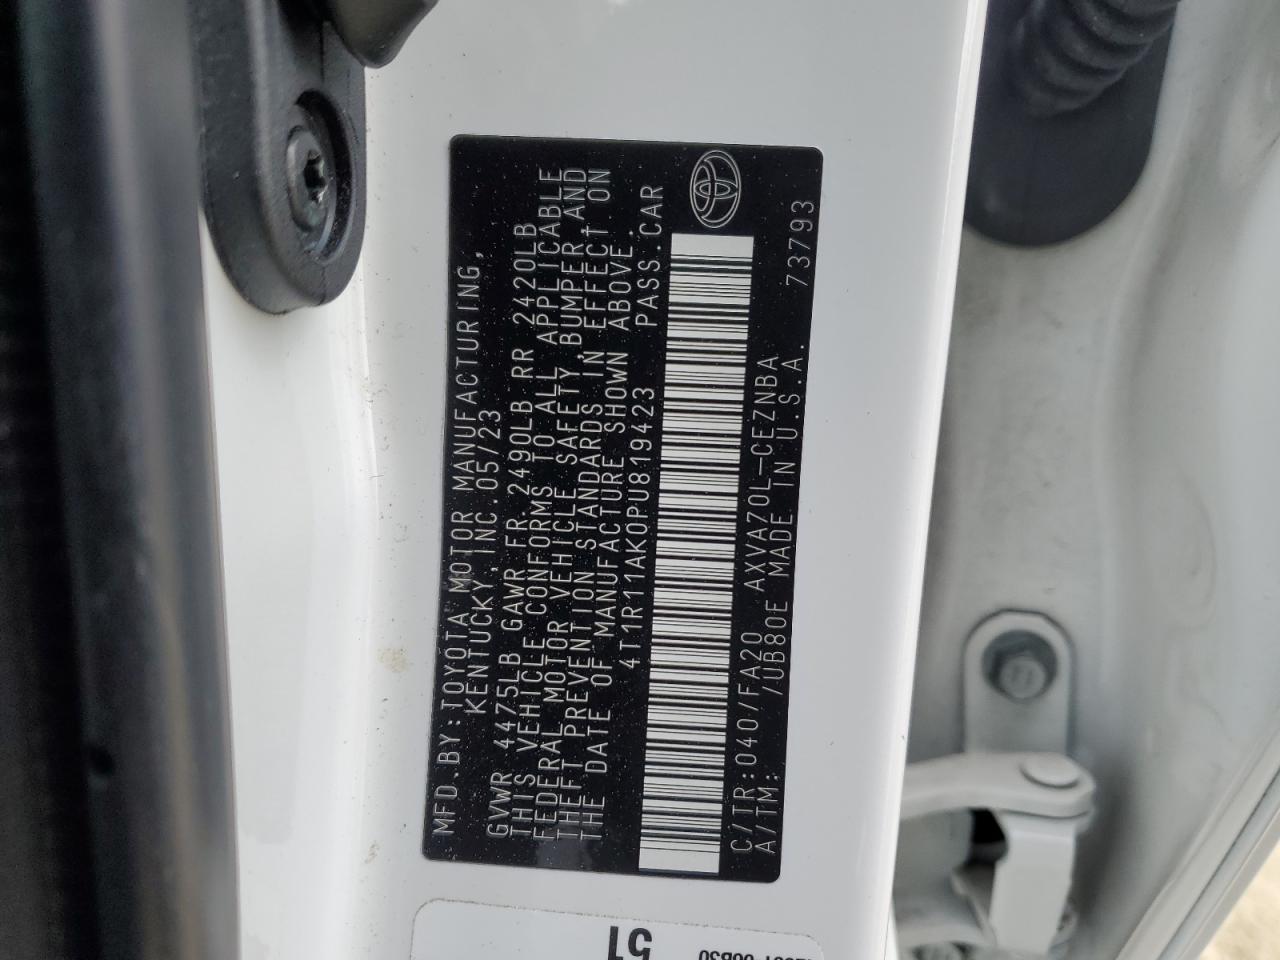 MFD.BY:TOYOTA MOTOR MANUFACTURING,
KENTUCKY,INC.05/23
GVWR 4475LB GAWR FR 2490LB RR 2420LB
THIS VEHICLE CONFORMS TO ALL APPLICABLE
FEDERAL MOTOR VEHICLE SAFETY,BUMPER,AND
THEFT PREVENTION STANDARDS IN EFFECT ON
THE DATE OF MANUFACTURE SHOWN ABOVE.
4T1R11AK0PU819423 PASS.CAR
C/TR:040/FA20 AXVA70L-CEZNBA
A/TM: /UB80E MADE IN U.S.A. 73793
51